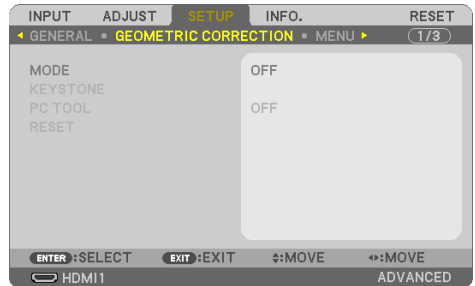 INPUT ADJUST SETUP INFO. RESET
GENERAL • GEOMETRIC CORRECTION • MENU 1/3
MODE OFF
KEYSTONE
PC TOOL OFF
RESET
ENTER:SELECT EXIT:EXIT :MOVE :MOVE
HDMI1 ADVANCED